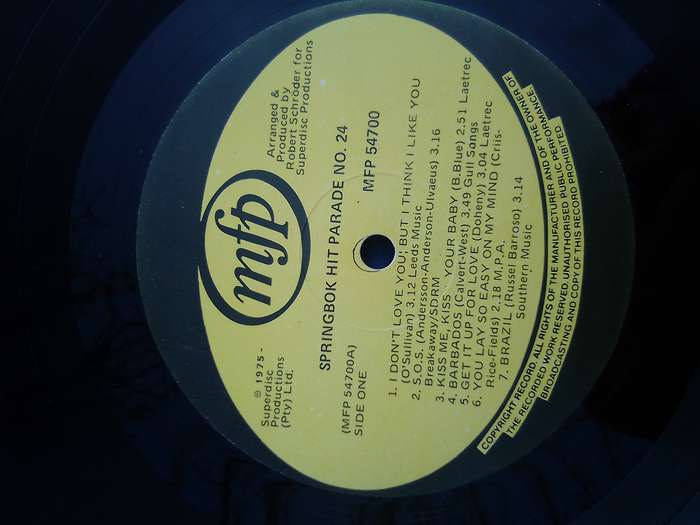 mfp
Arranged &
Produced by
Robert Schröder for
Superdisc Productions
℗ 1975 -
Superdisc
Productions
(Pty) Ltd.
SPRINGBOK HIT PARADE NO. 24
(MFP 54700A)
SIDE ONE
MFP 54700
1. I DON'T LOVE YOU; BUT I THINK I LIKE YOU
(O'Sullivan) 3.12 Leeds Music
2. S.O.S. (Andersson-Anderson-Ulvaeus) 3.16
Breakaway/SDRM
3. KISS ME, KISS YOUR BABY (B.Blue) 2.51 Laetrec
4. BARBADOS (Calvert-West) 3.49 Gull Songs
5. GET IT UP FOR LOVE (Doheny) 3.04 Laetrec
6. YOU LAY SO EASY ON MY MIND (Criis-
Rice-Fields) 2.18 M.P.A.
7. BRAZIL (Russel Barroso) 3.14
Southern Music
COPYRIGHT RECORD. ALL RIGHTS OF THE MANUFACTURER AND OF THE OWNER OF
THE RECORDED WORK RESERVED. UNAUTHORISED PUBLIC PERFORMANCE,
BROADCASTING AND COPY OF THIS RECORD PROHIBITED